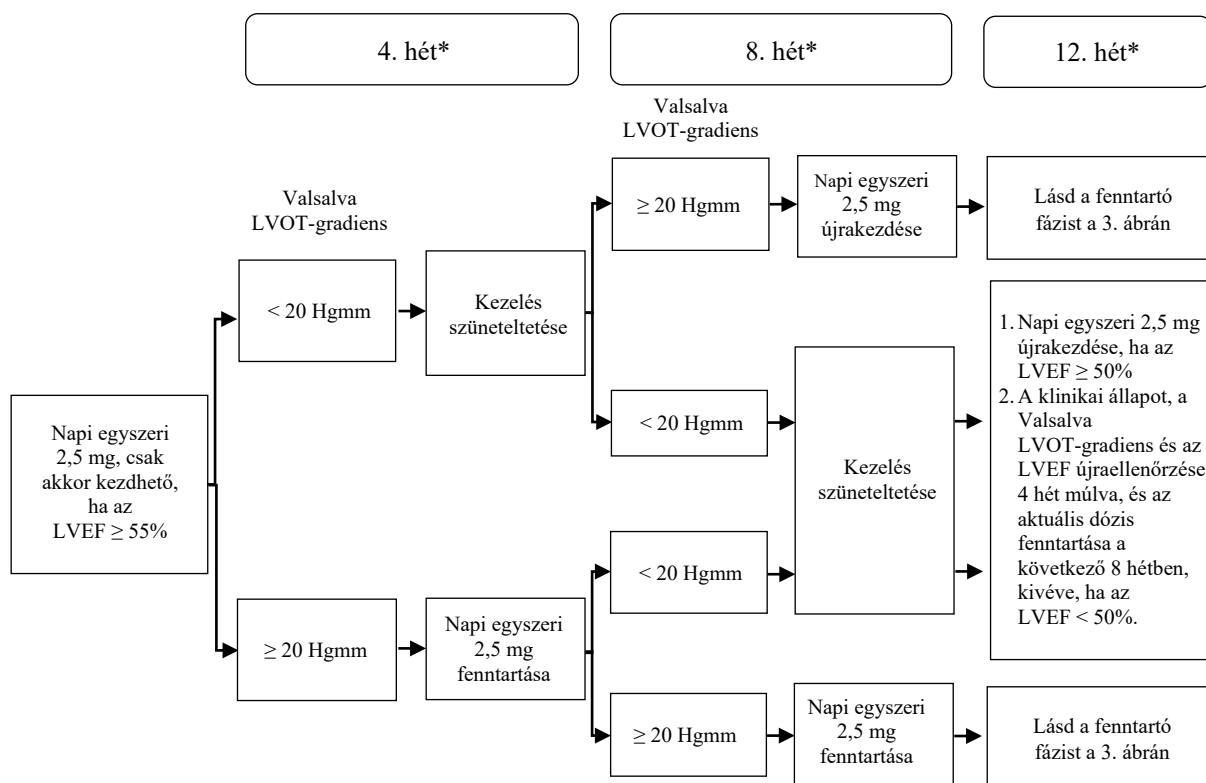 4. hét*
8. hét*
12. hét*
Valsalva
LVOT-gradiens
Valsalva
LVOT-gradiens
≥ 20 Hgmm
Napi egyszeri
2,5 mg
újrakezdése
Lásd a fenntartó
fázist a 3. ábrán
< 20 Hgmm
Kezelés
szüneteltetése
Napi egyszeri
2,5 mg, csak
akkor kezdhető,
ha az
LVEF ≥ 55%
< 20 Hgmm
Kezelés
szüneteltetése
< 20 Hgmm
1. Napi egyszeri 2,5 mg
újrakezdése, ha az
LVEF ≥ 50%
2. A klinikai állapot, a
Valsalva
LVOT-gradiens és az
LVEF újraellenőrzése
4 hét múlva, és az
aktuális dózis
fenntartása a
következő 8 hétben,
kivéve, ha az
LVEF < 50%.
≥ 20 Hgmm
Napi egyszeri
2,5 mg
fenntartása
≥ 20 Hgmm
Napi egyszeri
2,5 mg
fenntartása
Lásd a fenntartó
fázist a 3. ábrán